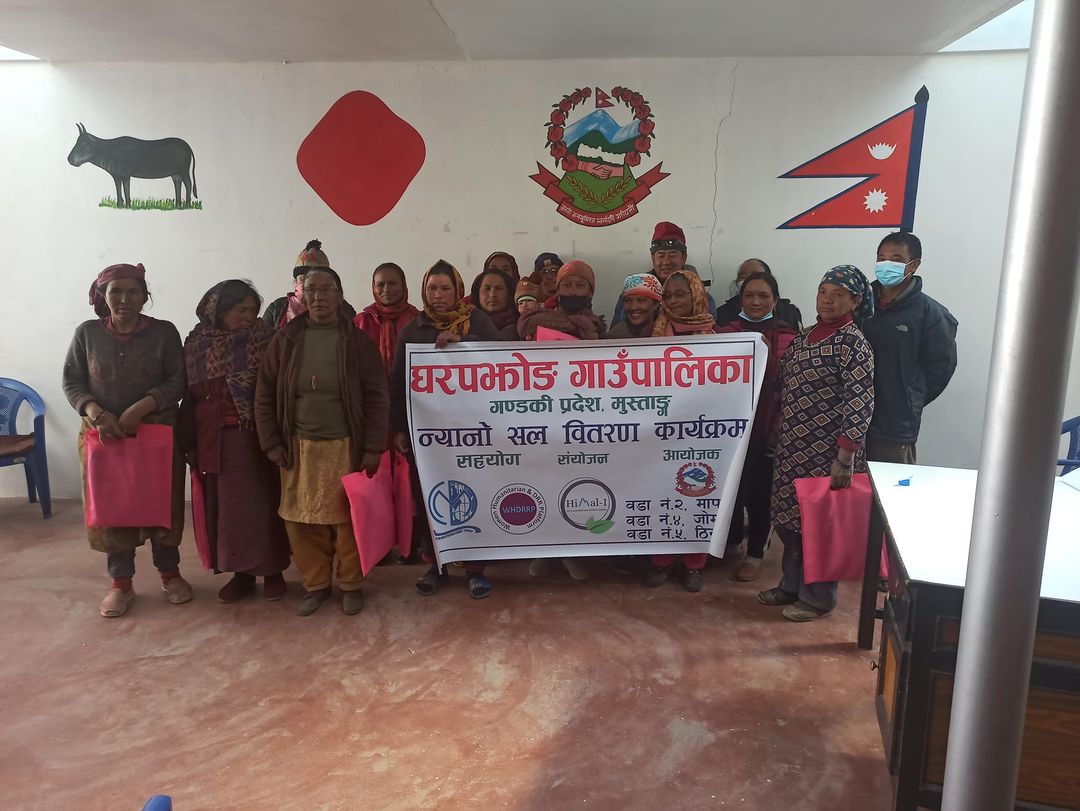 घरपझोङ गाउँपालिका
गण्डकी प्रदेश, मुस्ताङ्ग
न्यानो सल वितरण कार्यक्रम
सहयोग संयोजन आयोजक
Women Humanitarian & DRR Platform
WHDRRP
HiMal-I
वडा नं.२,
वडा नं.४,
वडा नं.५,